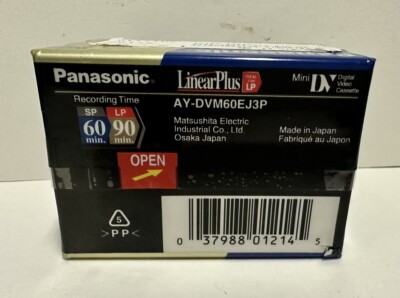 Panasonic
LinearPlus
LP
Mini DV Digital Video Cassette
Recording Time
SP LP
60 min. 90 min.
AY-DVM60EJ3P
Matsushita Electric
Industrial Co., Ltd.
Osaka Japan
Made in Japan
Fabriqué au Japon
OPEN
5
>PP<
0 37988 01214 5